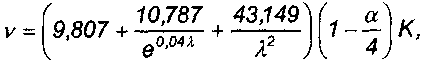 ν = (9,807 + 10,787/e^{0,04λ} + 43,149/λ²) (1 - α/4) K,